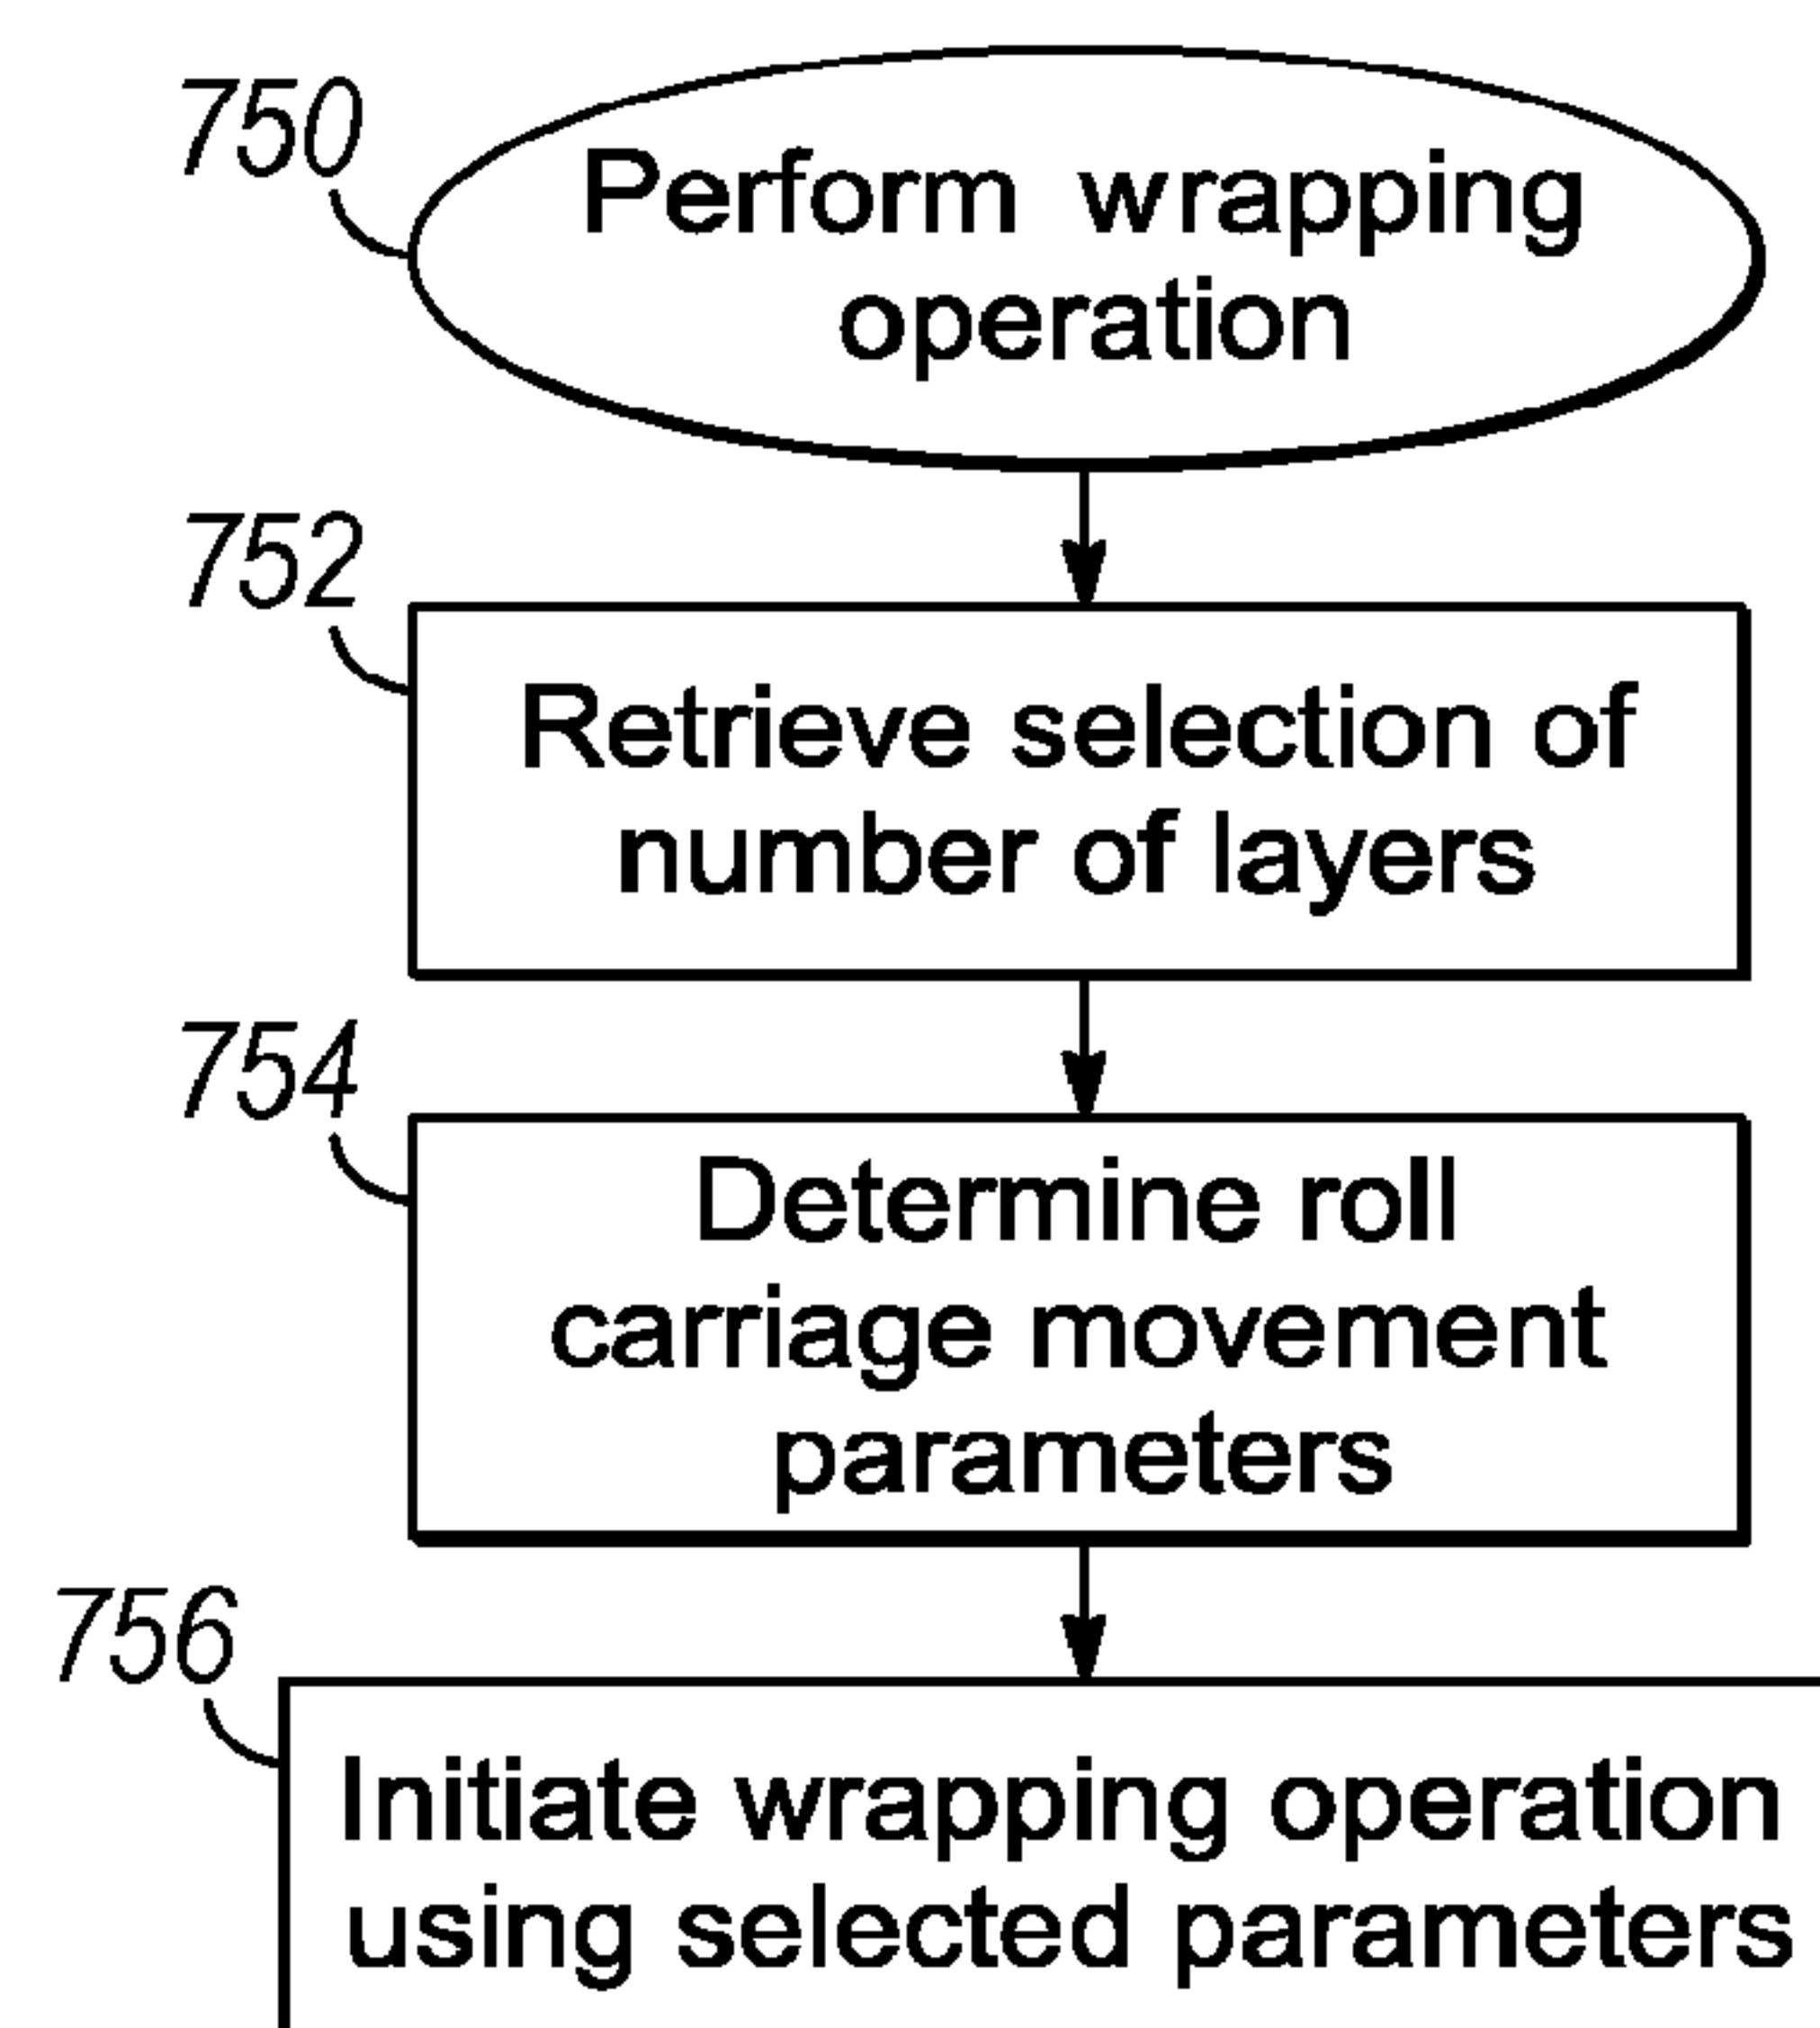 750
Perform wrapping
operation
752
Retrieve selection of
number of layers
754
Determine roll
carriage movement
parameters
756
Initiate wrapping operation
using selected parameters